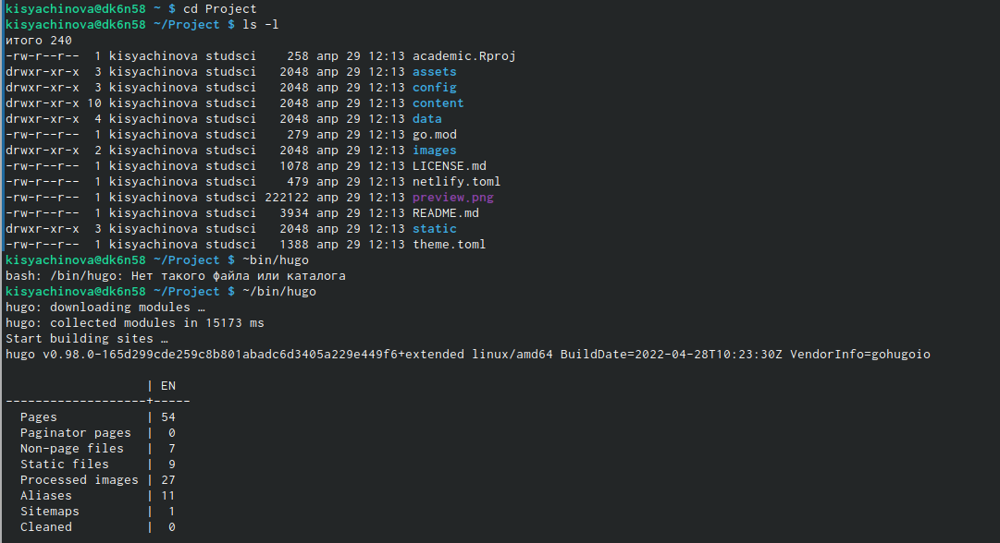 kisyachinova@dk6n58 ~ $ cd Project
kisyachinova@dk6n58 ~/Project $ ls -l
итого 240
-rw-r--r--  1 kisyachinova studsci    258 апр 29 12:13 academic.Rproj
drwxr-xr-x  3 kisyachinova studsci   2048 апр 29 12:13 assets
drwxr-xr-x  3 kisyachinova studsci   2048 апр 29 12:13 config
drwxr-xr-x 10 kisyachinova studsci   2048 апр 29 12:13 content
drwxr-xr-x  4 kisyachinova studsci   2048 апр 29 12:13 data
-rw-r--r--  1 kisyachinova studsci    279 апр 29 12:13 go.mod
drwxr-xr-x  2 kisyachinova studsci   2048 апр 29 12:13 images
-rw-r--r--  1 kisyachinova studsci   1078 апр 29 12:13 LICENSE.md
-rw-r--r--  1 kisyachinova studsci    479 апр 29 12:13 netlify.toml
-rw-r--r--  1 kisyachinova studsci 222122 апр 29 12:13 preview.png
-rw-r--r--  1 kisyachinova studsci   3934 апр 29 12:13 README.md
drwxr-xr-x  3 kisyachinova studsci   2048 апр 29 12:13 static
-rw-r--r--  1 kisyachinova studsci   1388 апр 29 12:13 theme.toml
kisyachinova@dk6n58 ~/Project $ ~bin/hugo
bash: /bin/hugo: Нет такого файла или каталога
kisyachinova@dk6n58 ~/Project $ ~/bin/hugo
hugo: downloading modules …
hugo: collected modules in 15173 ms
Start building sites …
hugo v0.98.0-165d299cde259c8b801abadc6d3405a229e449f6+extended linux/amd64 BuildDate=2022-04-28T10:23:30Z VendorInfo=gohugoio
                   | EN
-------------------+-----
  Pages            | 54
  Paginator pages  |  0
  Non-page files   |  7
  Static files     |  9
  Processed images | 27
  Aliases          | 11
  Sitemaps         |  1
  Cleaned          |  0